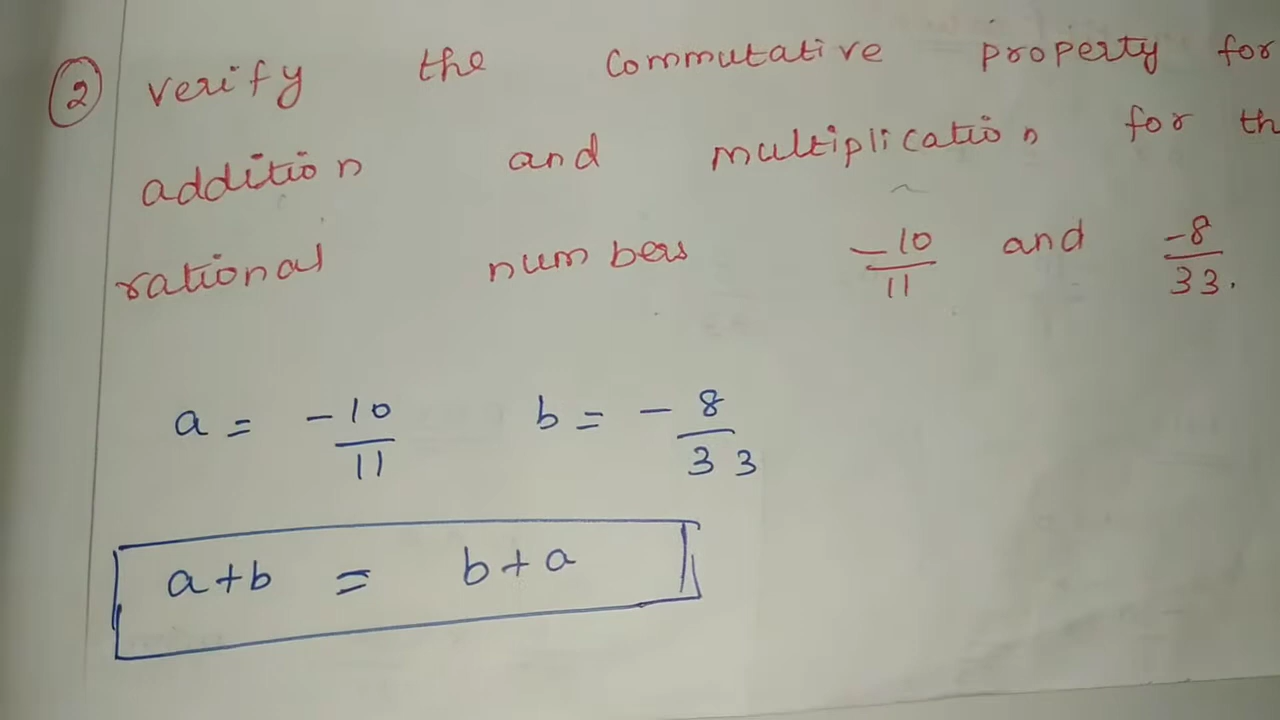 ② verify the commutative property for
addition and multiplication for th
rational numbers -10/11 and -8/33.
a = -10/11 b = -8/33
a+b = b+a